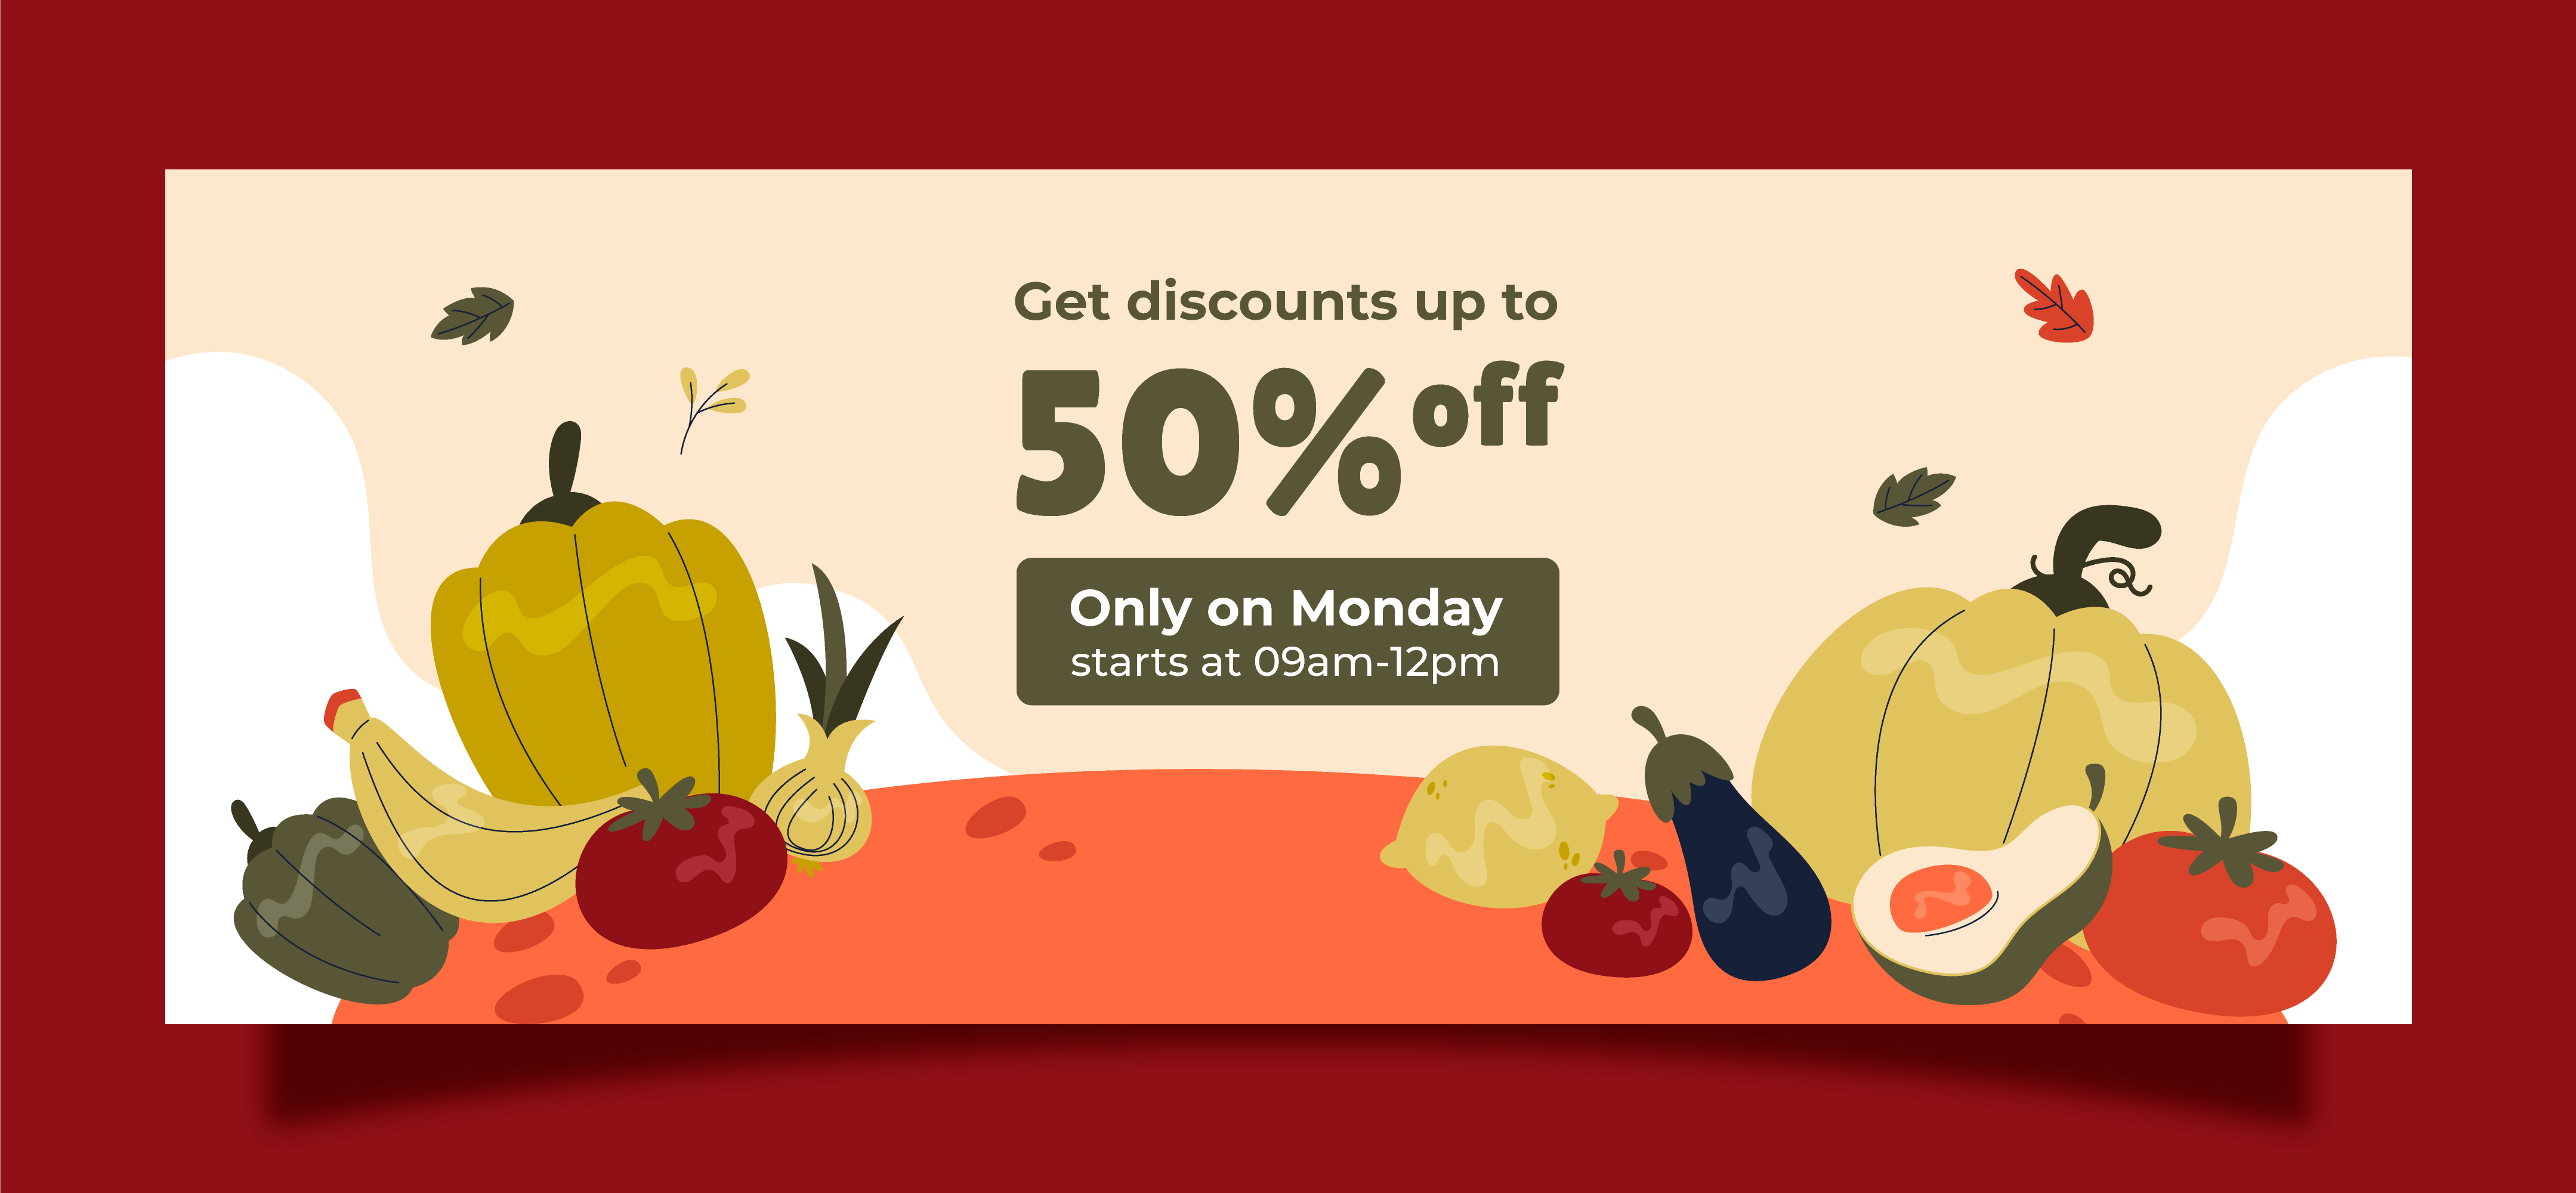 Get discounts up to
50%off
Only on Monday
starts at 09am-12pm